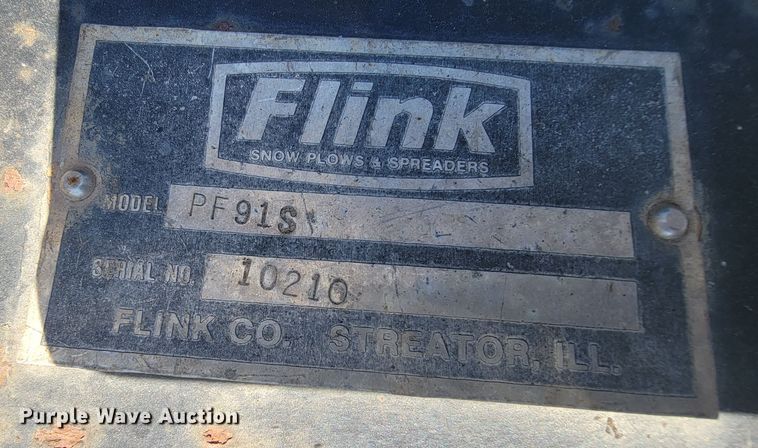 Flink
SNOW PLOWS & SPREADERS
MODEL PF91S
SERIAL NO. 10210
FLINK CO. STREATOR, ILL.
Purple Wave Auction